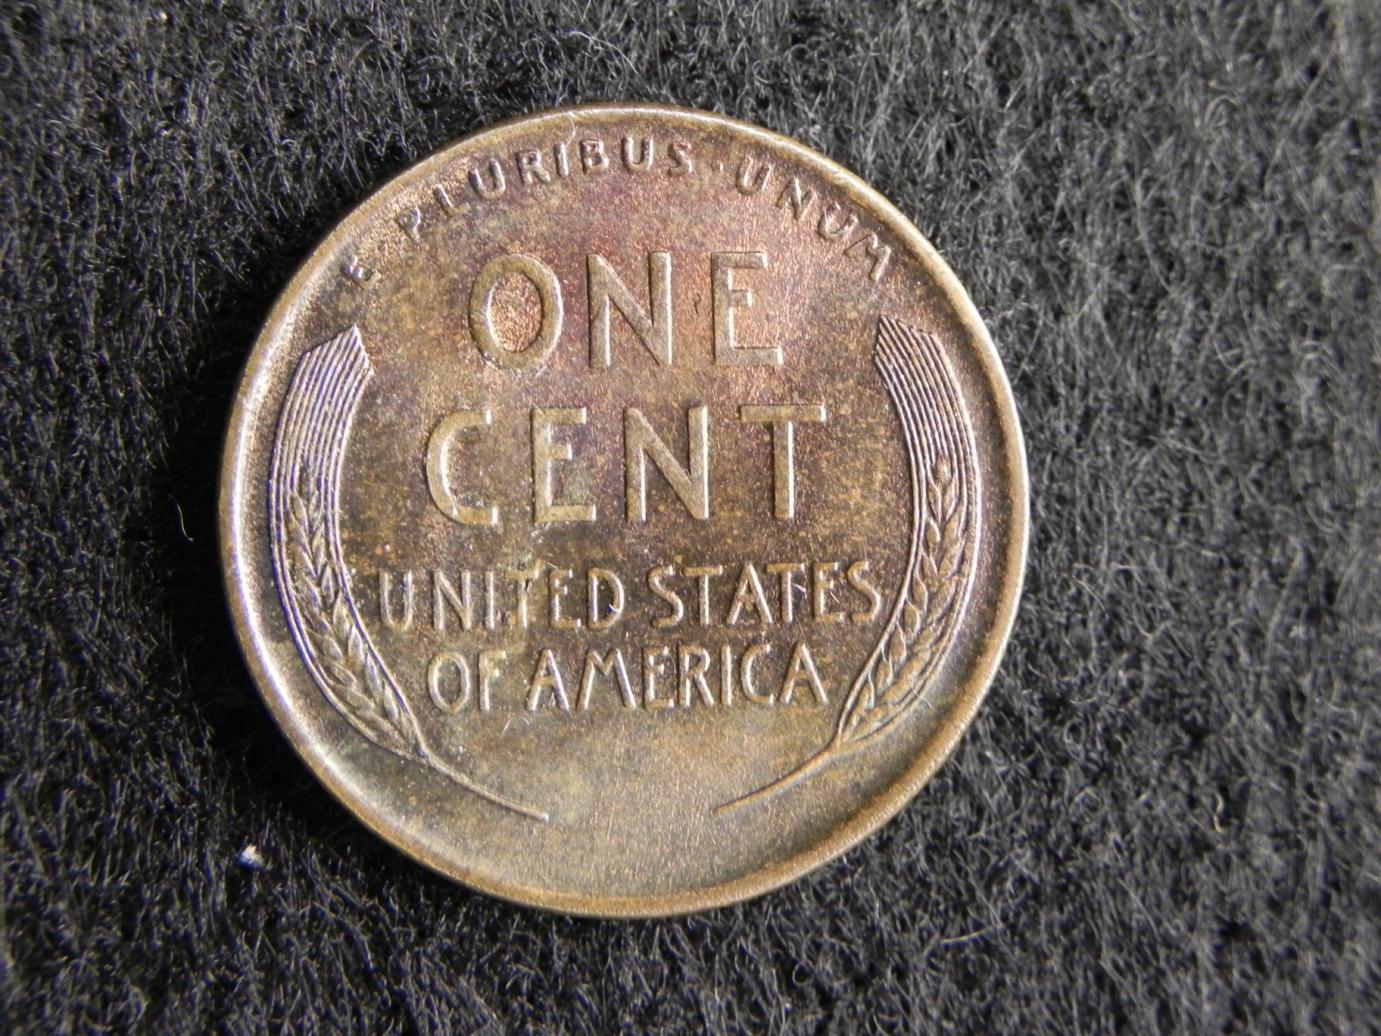 E · PLURIBUS · UNUM
ONE
CENT
UNITED STATES
OF AMERICA